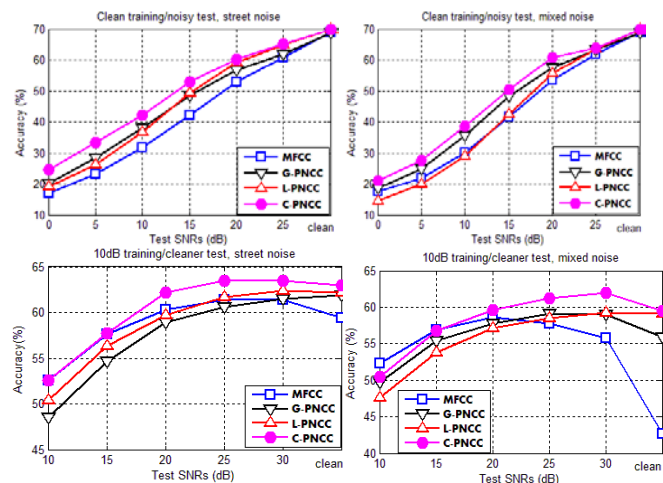 Clean training/noisy test, street noise
70
60
50
40
30
20
10
Accuracy (%)
MFCC
G-PNCC
L-PNCC
C-PNCC
0 5 10 15 20 25 clean
Test SNRs (dB)
Clean training/noisy test, mixed noise
70
60
50
40
30
20
10
Accuracy (%)
MFCC
G-PNCC
L-PNCC
C-PNCC
0 5 10 15 20 25 clean
Test SNRs (dB)
10dB training/cleaner test, street noise
65
60
55
50
45
Accuracy(%)
MFCC
G-PNCC
L-PNCC
C-PNCC
10 15 20 25 30 clean
Test SNRs (dB)
10dB training/cleaner test, mixed noise
65
60
55
50
45
40
Accuracy(%)
MFCC
G-PNCC
L-PNCC
C-PNCC
10 15 20 25 30 clean
Test SNRs (dB)